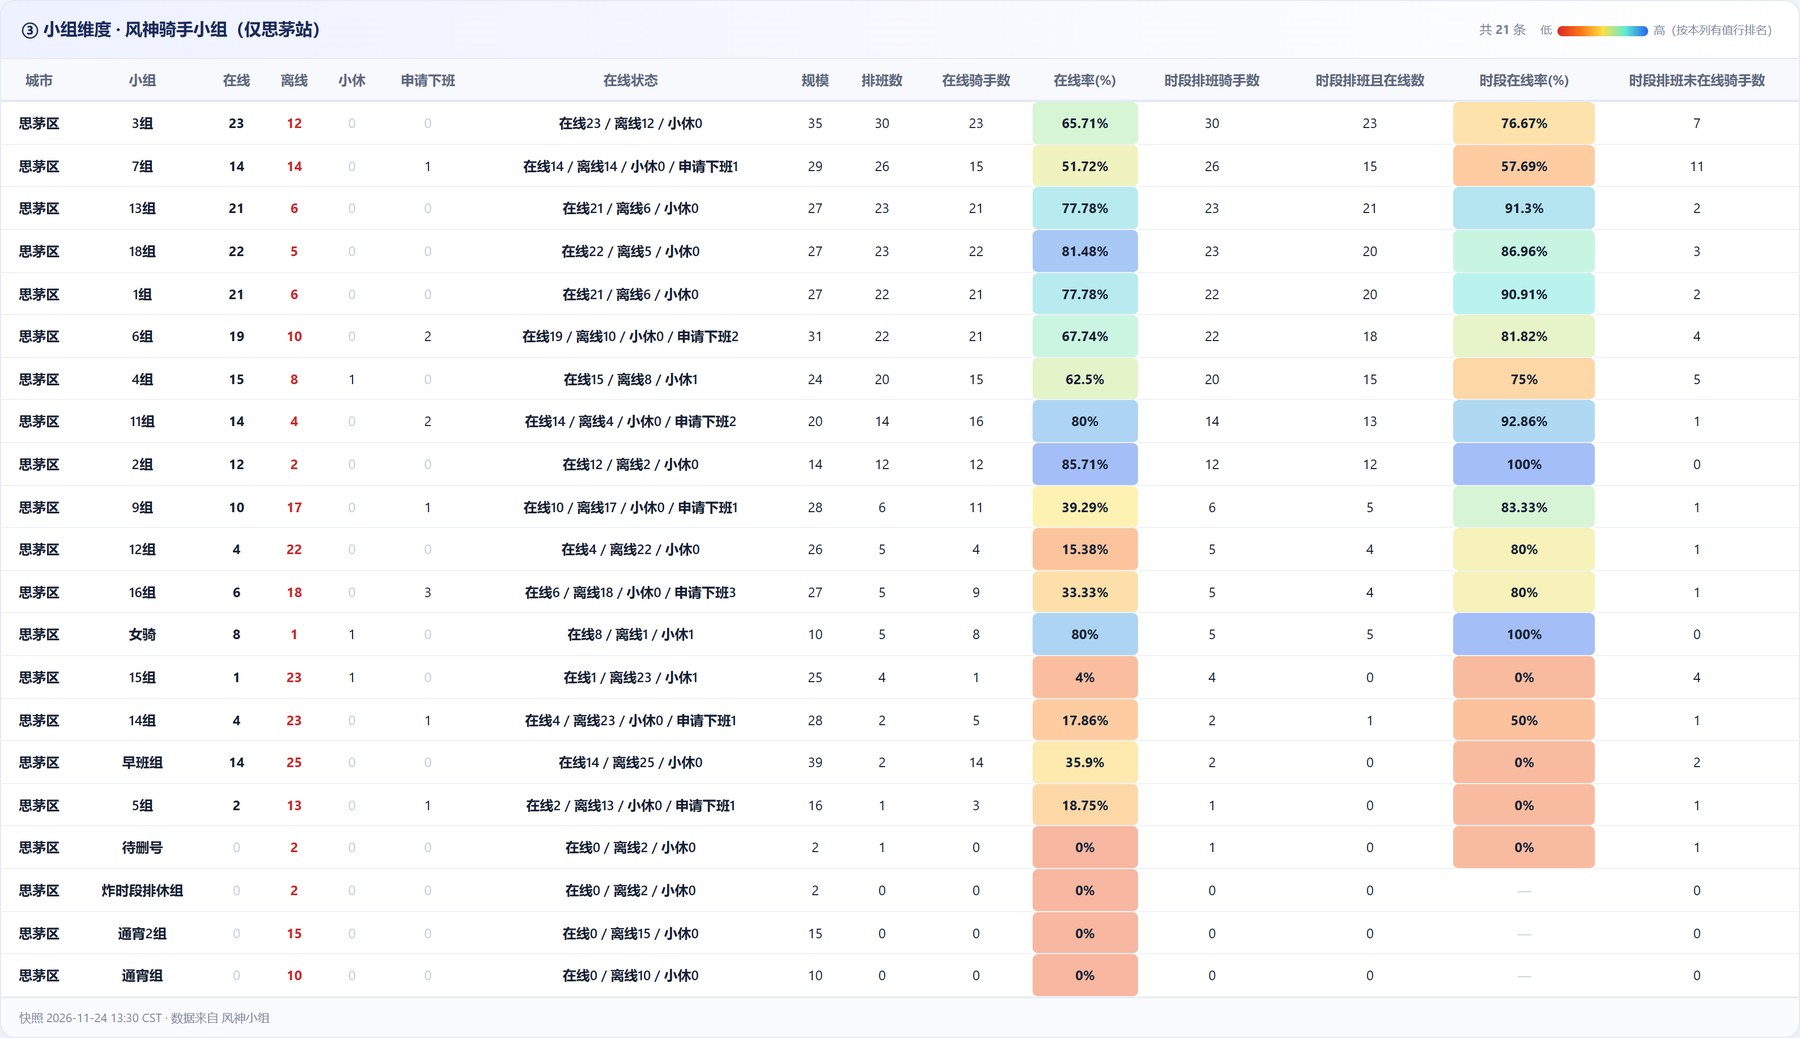 ③ 小组维度 · 风神骑手小组（仅思茅站）
共 21 条 低 高 (按本列有值行排名)
城市 小组 在线 离线 小休 申请下班 在线状态 规模 排班数 在线骑手数 在线率(%) 时段排班骑手数 时段排班且在线数 时段在线率(%) 时段排班未在线骑手数
思茅区 3组 23 12 0 0 在线23 / 离线12 / 小休0 35 30 23 65.71% 30 23 76.67% 7
思茅区 7组 14 14 0 1 在线14 / 离线14 / 小休0 / 申请下班1 29 26 15 51.72% 26 15 57.69% 11
思茅区 13组 21 6 0 0 在线21 / 离线6 / 小休0 27 23 21 77.78% 23 21 91.3% 2
思茅区 18组 22 5 0 0 在线22 / 离线5 / 小休0 27 23 22 81.48% 23 20 86.96% 3
思茅区 1组 21 6 0 0 在线21 / 离线6 / 小休0 27 22 21 77.78% 22 20 90.91% 2
思茅区 6组 19 10 0 2 在线19 / 离线10 / 小休0 / 申请下班2 31 22 21 67.74% 22 18 81.82% 4
思茅区 4组 15 8 1 0 在线15 / 离线8 / 小休1 24 20 15 62.5% 20 15 75% 5
思茅区 11组 14 4 0 2 在线14 / 离线4 / 小休0 / 申请下班2 20 14 16 80% 14 13 92.86% 1
思茅区 2组 12 2 0 0 在线12 / 离线2 / 小休0 14 12 12 85.71% 12 12 100% 0
思茅区 9组 10 17 0 1 在线10 / 离线17 / 小休0 / 申请下班1 28 6 11 39.29% 6 5 83.33% 1
思茅区 12组 4 22 0 0 在线4 / 离线22 / 小休0 26 5 4 15.38% 5 4 80% 1
思茅区 16组 6 18 0 3 在线6 / 离线18 / 小休0 / 申请下班3 27 5 9 33.33% 5 4 80% 1
思茅区 女骑 8 1 1 0 在线8 / 离线1 / 小休1 10 5 8 80% 5 5 100% 0
思茅区 15组 1 23 1 0 在线1 / 离线23 / 小休1 25 4 1 4% 4 0 0% 4
思茅区 14组 4 23 0 1 在线4 / 离线23 / 小休0 / 申请下班1 28 2 5 17.86% 2 1 50% 1
思茅区 早班组 14 25 0 0 在线14 / 离线25 / 小休0 39 2 14 35.9% 2 0 0% 2
思茅区 5组 2 13 0 1 在线2 / 离线13 / 小休0 / 申请下班1 16 1 3 18.75% 1 0 0% 1
思茅区 待删号 0 2 0 0 在线0 / 离线2 / 小休0 2 1 0 0% 1 0 0% 1
思茅区 炸时段排休组 0 2 0 0 在线0 / 离线2 / 小休0 2 0 0 0% 0 0 — 0
思茅区 通宵2组 0 15 0 0 在线0 / 离线15 / 小休0 15 0 0 0% 0 0 — 0
思茅区 通宵组 0 10 0 0 在线0 / 离线10 / 小休0 10 0 0 0% 0 0 — 0
快照 2026-11-24 13:30 CST · 数据来自 风神小组